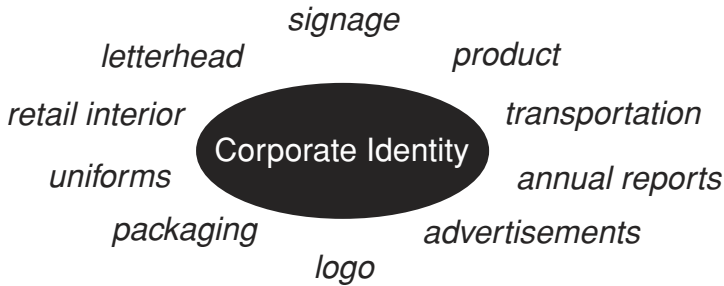 signage
letterhead
product
retail interior
transportation
Corporate Identity
uniforms
annual reports
packaging
advertisements
logo